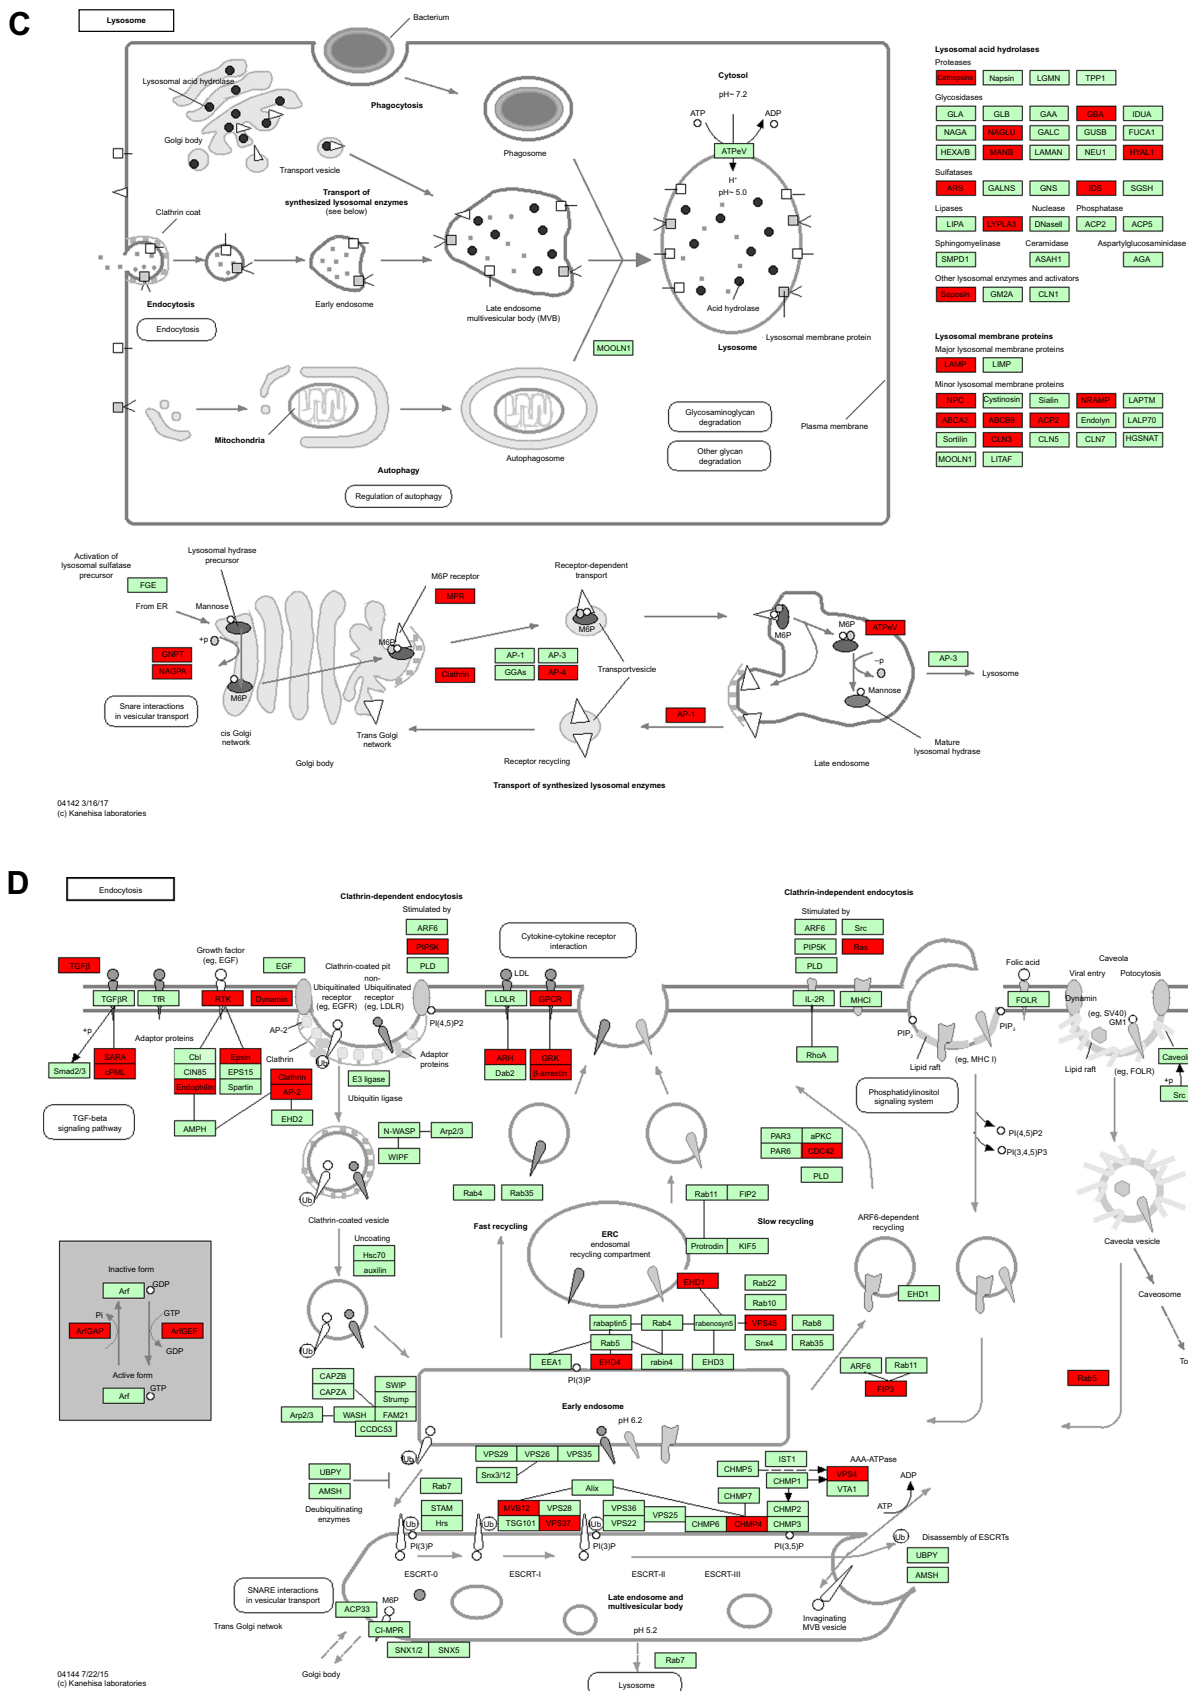 C
Lysosome
Bacterium
Lysosomal acid hydrolase
Phagocytosis
Golgi body
Transport vesicle
Phagosome
Cytosol
pH~ 7.2
ATP
ADP
ATPeV
H⁺
pH~ 5.0
Transport of
synthesized lysosomal enzymes
(see below)
Clathrin coat
Endocytosis
Endocytosis
Early endosome
Late endosome
multivesicular body (MVB)
Acid hydrolase
Lysosomal membrane protein
Lysosome
MOOLN1
Mitochondria
Autophagosome
Autophagy
Regulation of autophagy
Glycosaminoglycan
degradation
Other glycan
degradation
Plasma membrane
Lysosomal acid hydrolases
Proteases
Cathepsins Napsin LGMN TPP1
Glycosidases
GLA GLB GAA GBA IDUA
NAGA NAGLU GALC GUSB FUCA1
HEXA/B MANB LAMAN NEU1 HYAL1
Sulfatases
ARS GALNS GNS IDS SGSH
Lipases Nuclease Phosphatase
LIPA LYPLA3 DNasell ACP2 ACP5
Sphingomyelinase Ceramidase Aspartylglucosaminidase
SMPD1 ASAH1 AGA
Other lysosomal enzymes and activators
Saposin GM2A CLN1
Lysosomal membrane proteins
Major lysosomal membrane proteins
LAMP LIMP
Minor lysosomal membrane proteins
NPC Cystinosin Sialin NRAMP LAPTM
ABCA2 ABCB9 ACP2 Endolyn LALP70
Sortilin CLN3 CLN5 CLN7 HGSNAT
MOOLN1 LITAF
Activation of
lysosomal sulfatase
precursor
FGE
Lysosomal hydrase
precursor
From ER
Mannose
+p
GNPT
NAGPA
M6P
Snare interactions
in vesicular transport
cis Golgi
network
Golgi body
Trans Golgi
network
M6P
M6P receptor
MPR
Clathrin
AP-1 AP-3
GGAs AP-4
Receptor-dependent
transport
M6P
Transportvesicle
Receptor recycling
AP-1
M6P
M6P
ATPeV
–p
Mannose
Mature
lysosomal hydrase
Late endosome
AP-3
Lysosome
Transport of synthesized lysosomal enzymes
04142 3/16/17
(c) Kanehisa laboratories
D
Endocytosis
Clathrin-dependent endocytosis
Stimulated by
ARF6
PIP5K
PLD
Cytokine-cytokine receptor
interaction
Clathrin-independent endocytosis
Stimulated by
ARF6 Src
PIP5K Ras
PLD
TGFβ
Growth factor
(eg, EGF)
EGF
Clathrin-coated pit
TGFβR TfR RTK Dynamin
Ubiquitinated
receptor
(eg, EGFR)
non-
Ubiquitinated
receptor
(eg, LDLR)
LDL
LDLR GPCR
IL-2R MHCI
Folic acid
FOLR
Caveola
Viral entry Potocytosis
Dynamin
(eg, SV40)
GM1
+p
Adaptor proteins
AP-2
PI(4,5)P2
Adaptor
proteins
SARA
cPML
Smad2/3
Cbl Epsin
CIN85 EPS15
Endophilin Spartin
Clathrin
Clathrin
AP-2
EHD2
AMPH
Ub
E3 ligase
Ubiquitin ligase
ARH GRK
Dab2 β-arrestin
RhoA
PIP₂
PIP₃
(eg, MHC I)
Lipid raft
Lipid raft
(eg, FOLR)
Caveolin
+p
Src
TGF-beta
signaling pathway
Phosphatidylinositol
signaling system
PI(4,5)P2
PI(3,4,5)P3
N-WASP Arp2/3
WIPF
Ub
Clathrin-coated vesicle
Rab4 Rab35
PAR3 aPKC
PAR6 CDC42
PLD
Rab11 FIP2
Protrodin KIF5
Fast recycling
ERC
endosomal
recycling compartment
Slow recycling
ARF6-dependent
recycling
Caveola vesicle
Caveosome
To
Uncoating
Hsc70
auxilin
Ub
EHD1
EHD1
Rab22
Rab10
rabaptin5 Rab4 rabenosyn5 VPS45 Rab8
Rab5 Snx4 Rab35
EEA1 EHD4 rabin4 EHD3
PI(3)P
ARF6 Rab11
FIP3
Rab5
Inactive form
Arf
GDP
Pi
GTP
ArfGAP ArfGEF
GDP
Active form
Arf
GTP
CAPZB
CAPZA
SWIP
Strump
Arp2/3 WASH FAM21
CCDC53
Early endosome
pH 6.2
Ub
VPS29 VPS26 VPS35
Snx3/12
UBPY
AMSH
Deubiquitinating
enzymes
Rab7
STAM
Hrs
Ub
PI(3)P
MVB12 VPS28
TSG101 VPS37
Ub
Alix
VPS36
VPS22 VPS25
Ub
PI(3)P
CHMP5
IST1
CHMP1
CHMP7
CHMP2
CHMP6 CHMP4 CHMP3
PI(3,5)P
AAA-ATPase
VPS4
VTA1
ATP
ADP
Ub
Disassembly of ESCRTs
UBPY
AMSH
ESCRT-0 ESCRT-I ESCRT-II ESCRT-III
SNARE interactions
in vesicular transport
ACP33
M6P
CI-MPR
SNX1/2 SNX5
Trans Golgi netwok
Golgi body
Late endosome and
multivesicular body
pH 5.2
Invaginating
MVB vesicle
Rab7
Lysosome
04144 7/22/15
(c) Kanehisa laboratories